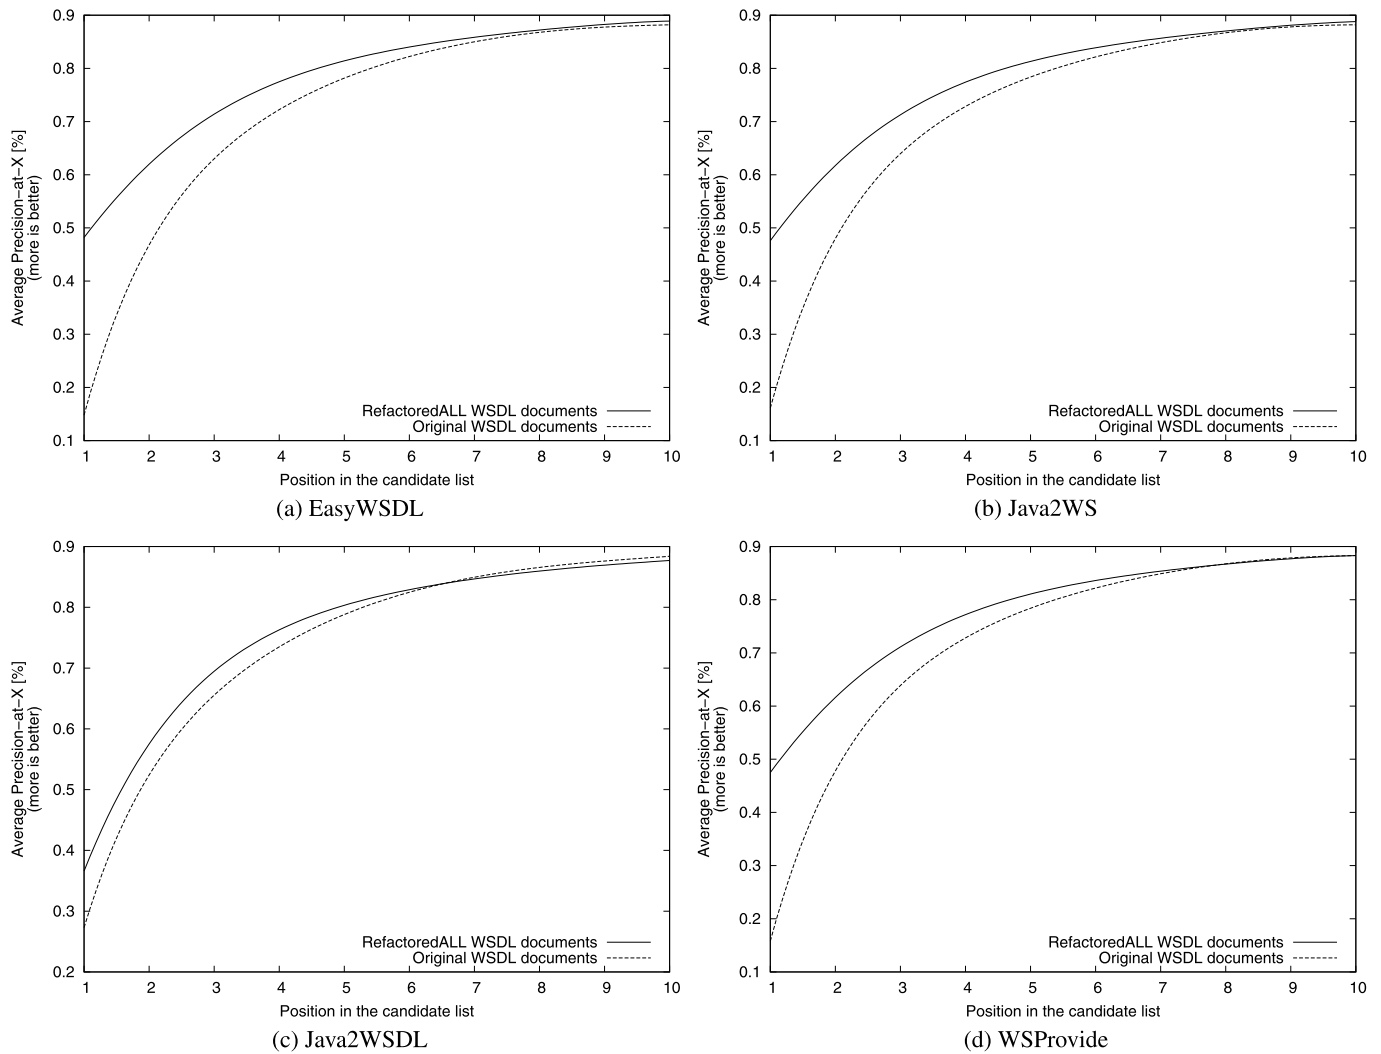 0.9
0.8
0.7
0.6
0.5
0.4
0.3
0.2
0.1
1 2 3 4 5 6 7 8 9 10
Average Precision−at−X [%]
(more is better)
Position in the candidate list
RefactoredALL WSDL documents
Original WSDL documents
(a) EasyWSDL
0.9
0.8
0.7
0.6
0.5
0.4
0.3
0.2
0.1
1 2 3 4 5 6 7 8 9 10
Average Precision−at−X [%]
(more is better)
Position in the candidate list
RefactoredALL WSDL documents
Original WSDL documents
(b) Java2WS
0.9
0.8
0.7
0.6
0.5
0.4
0.3
0.2
1 2 3 4 5 6 7 8 9 10
Average Precision−at−X [%]
(more is better)
Position in the candidate list
RefactoredALL WSDL documents
Original WSDL documents
(c) Java2WSDL
0.9
0.8
0.7
0.6
0.5
0.4
0.3
0.2
0.1
1 2 3 4 5 6 7 8 9 10
Average Precision−at−X [%]
(more is better)
Position in the candidate list
RefactoredALL WSDL documents
Original WSDL documents
(d) WSProvide